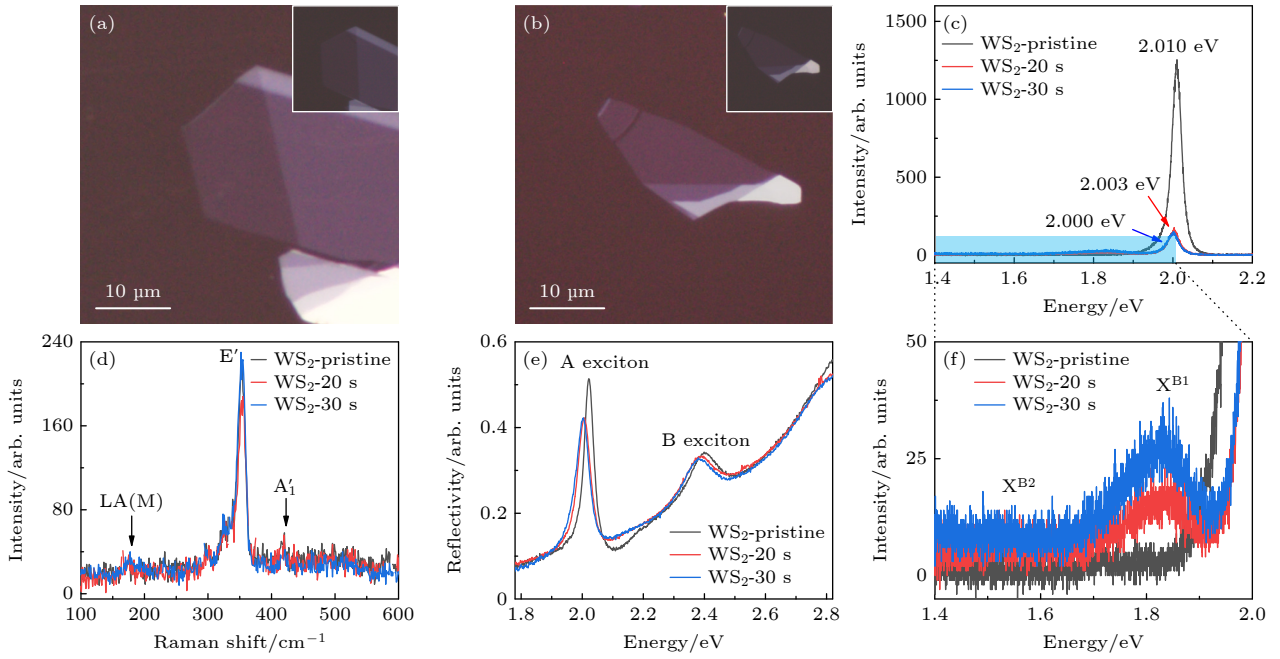 (a)
10 µm
(b)
10 µm
(c)
WS₂-pristine
WS₂-20 s
WS₂-30 s
2.010 eV
2.003 eV
2.000 eV
1500
1000
500
0
Intensity/arb. units
1.4 1.6 1.8 2.0 2.2
Energy/eV
(d)
E′
WS₂-pristine
WS₂-20 s
WS₂-30 s
LA(M)
A′₁
240
160
80
0
Intensity/arb. units
100 200 300 400 500 600
Raman shift/cm⁻¹
(e)
A exciton
B exciton
WS₂-pristine
WS₂-20 s
WS₂-30 s
0.6
0.4
0.2
0
Reflectivity/arb. units
1.8 2.0 2.2 2.4 2.6 2.8
Energy/eV
(f)
WS₂-pristine
WS₂-20 s
WS₂-30 s
Xᴮ¹
Xᴮ²
50
25
0
Intensity/arb. units
1.4 1.6 1.8 2.0
Energy/eV